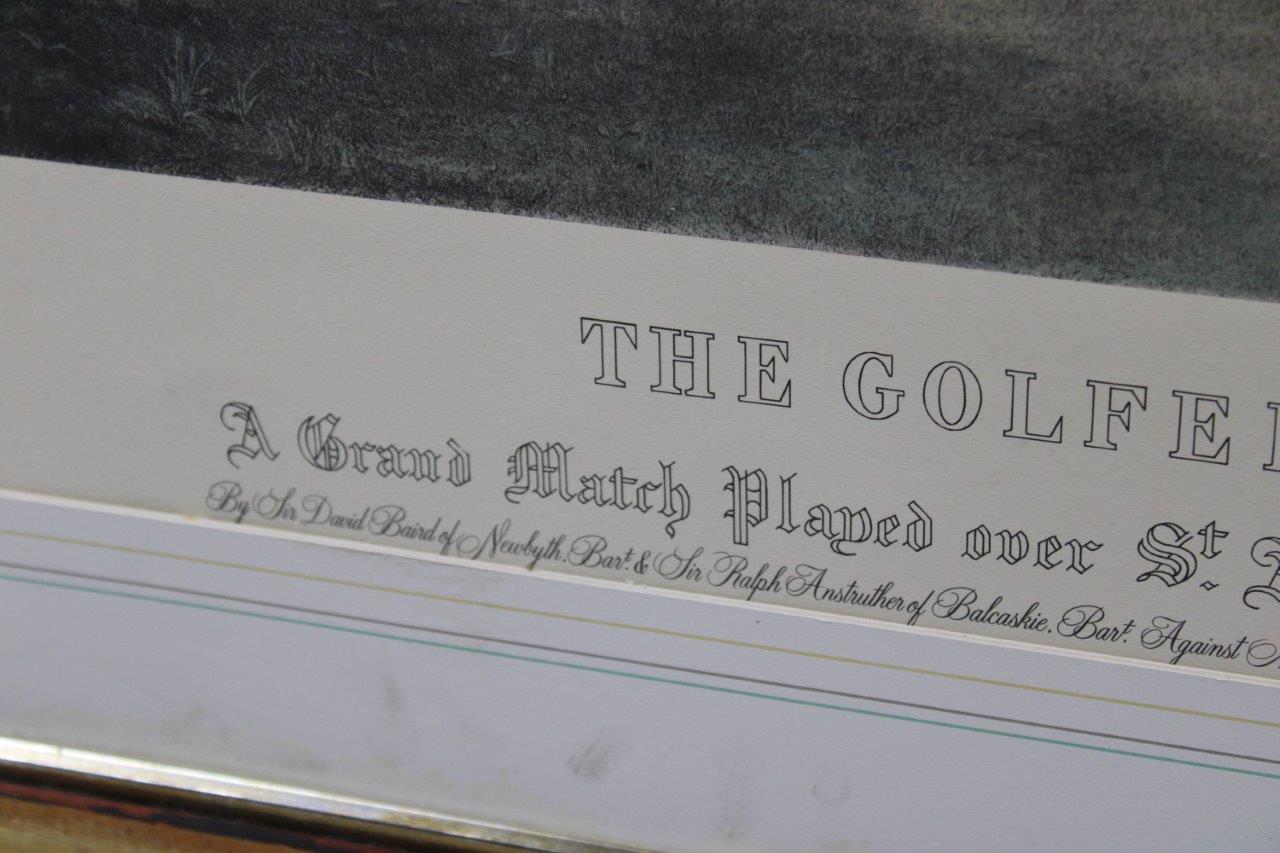 THE GOLFE
A Grand Match Played over St.
By Sir David Baird of Newbyth. Bart. & Sir Ralph Anstruther of Balcaskie. Bart. Against